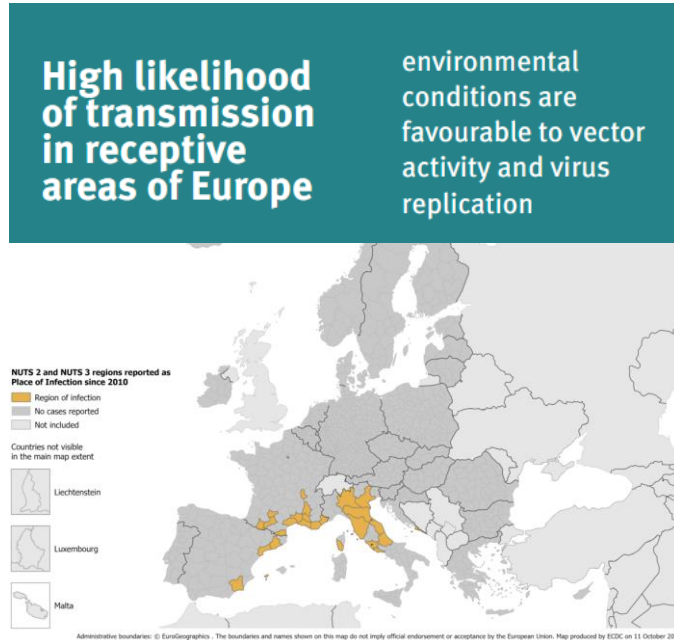 High likelihood
of transmission
in receptive
areas of Europe
environmental
conditions are
favourable to vector
activity and virus
replication
NUTS 2 and NUTS 3 regions reported as
Place of Infection since 2010
Region of infection
No cases reported
Not included
Countries not visible
in the main map extent
Liechtenstein
Luxembourg
Malta
Administrative boundaries: © EuroGeographics . The boundaries and names shown on this map do not imply official endorsement or acceptance by the European Union. Map produced by ECDC on 11 October